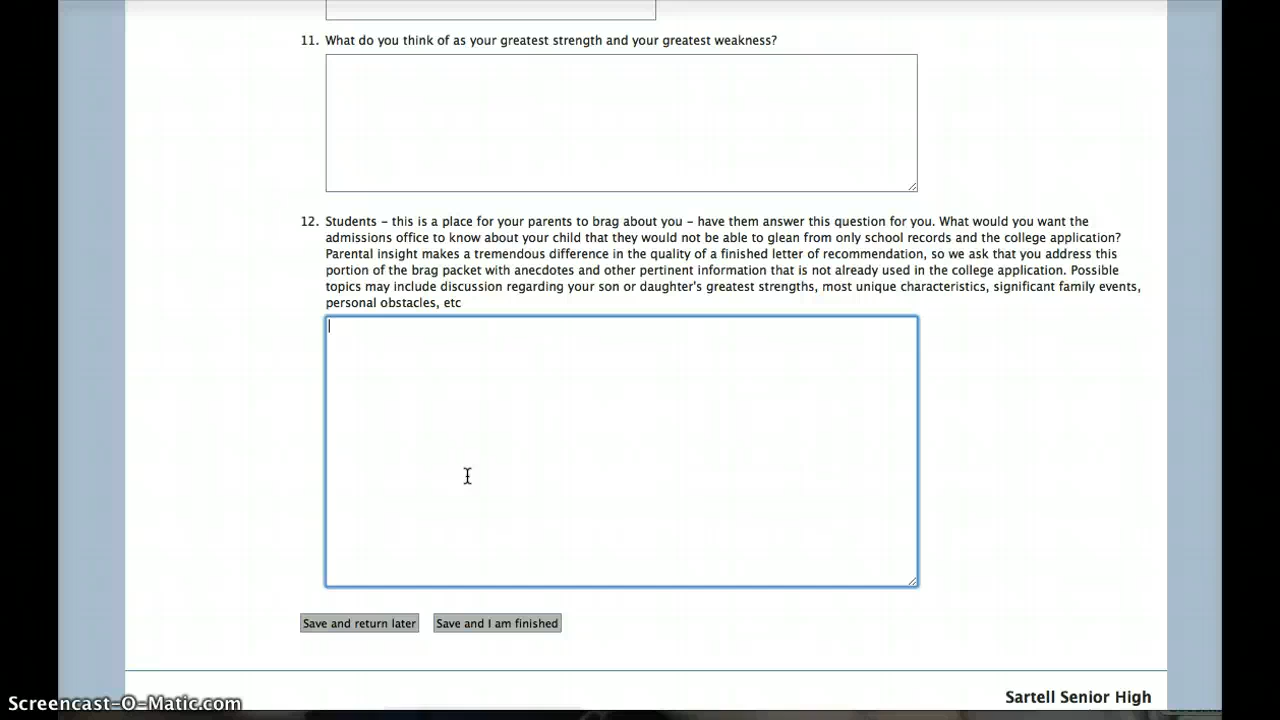 11. What do you think of as your greatest strength and your greatest weakness?
12. Students - this is a place for your parents to brag about you - have them answer this question for you. What would you want the
admissions office to know about your child that they would not be able to glean from only school records and the college application?
Parental insight makes a tremendous difference in the quality of a finished letter of recommendation, so we ask that you address this
portion of the brag packet with anecdotes and other pertinent information that is not already used in the college application. Possible
topics may include discussion regarding your son or daughter's greatest strengths, most unique characteristics, significant family events,
personal obstacles, etc
Save and return later Save and I am finished
Sartell Senior High
Screencast-O-Matic.com